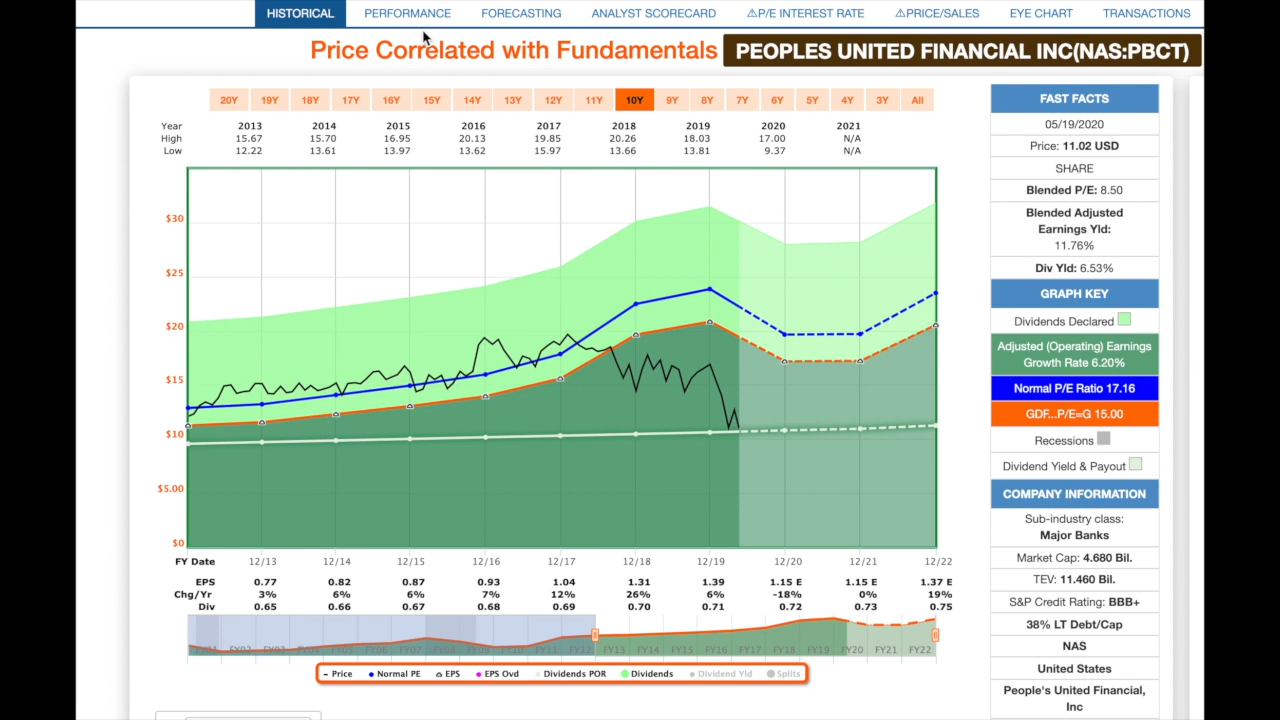 HISTORICAL PERFORMANCE FORECASTING ANALYST SCORECARD ⚠P/E INTEREST RATE ⚠PRICE/SALES EYE CHART TRANSACTIONS
Price Correlated with Fundamentals PEOPLES UNITED FINANCIAL INC(NAS:PBCT)
20Y 19Y 18Y 17Y 16Y 15Y 14Y 13Y 12Y 11Y 10Y 9Y 8Y 7Y 6Y 5Y 4Y 3Y All
Year 2013 2014 2015 2016 2017 2018 2019 2020 2021
High 15.67 15.70 16.95 20.13 19.85 20.26 18.03 17.00 N/A
Low 12.22 13.61 13.97 13.62 15.97 13.66 13.81 9.37 N/A
$30
$25
$20
$15
$10
$5.00
$0
FY Date 12/13 12/14 12/15 12/16 12/17 12/18 12/19 12/20 12/21 12/22
EPS 0.77 0.82 0.87 0.93 1.04 1.31 1.39 1.15 E 1.15 E 1.37 E
Chg/Yr 3% 6% 6% 7% 12% 26% 6% -18% 0% 19%
Div 0.65 0.66 0.67 0.68 0.69 0.70 0.71 0.72 0.73 0.75
FY01 FY02 FY03 FY04 FY05 FY06 FY07 FY08 FY09 FY10 FY11 FY12 FY13 FY14 FY15 FY16 FY17 FY18 FY19 FY20 FY21 FY22
Price Normal PE EPS EPS Ovd Dividends POR Dividends Dividend Yld Splits
FAST FACTS
05/19/2020
Price: 11.02 USD
SHARE
Blended P/E: 8.50
Blended Adjusted
Earnings Yld:
11.76%
Div Yld: 6.53%
GRAPH KEY
Dividends Declared
Adjusted (Operating) Earnings
Growth Rate 6.20%
Normal P/E Ratio 17.16
GDF...P/E=G 15.00
Recessions
Dividend Yield & Payout
COMPANY INFORMATION
Sub-industry class:
Major Banks
Market Cap: 4.680 Bil.
TEV: 11.460 Bil.
S&P Credit Rating: BBB+
38% LT Debt/Cap
NAS
United States
People's United Financial,
Inc